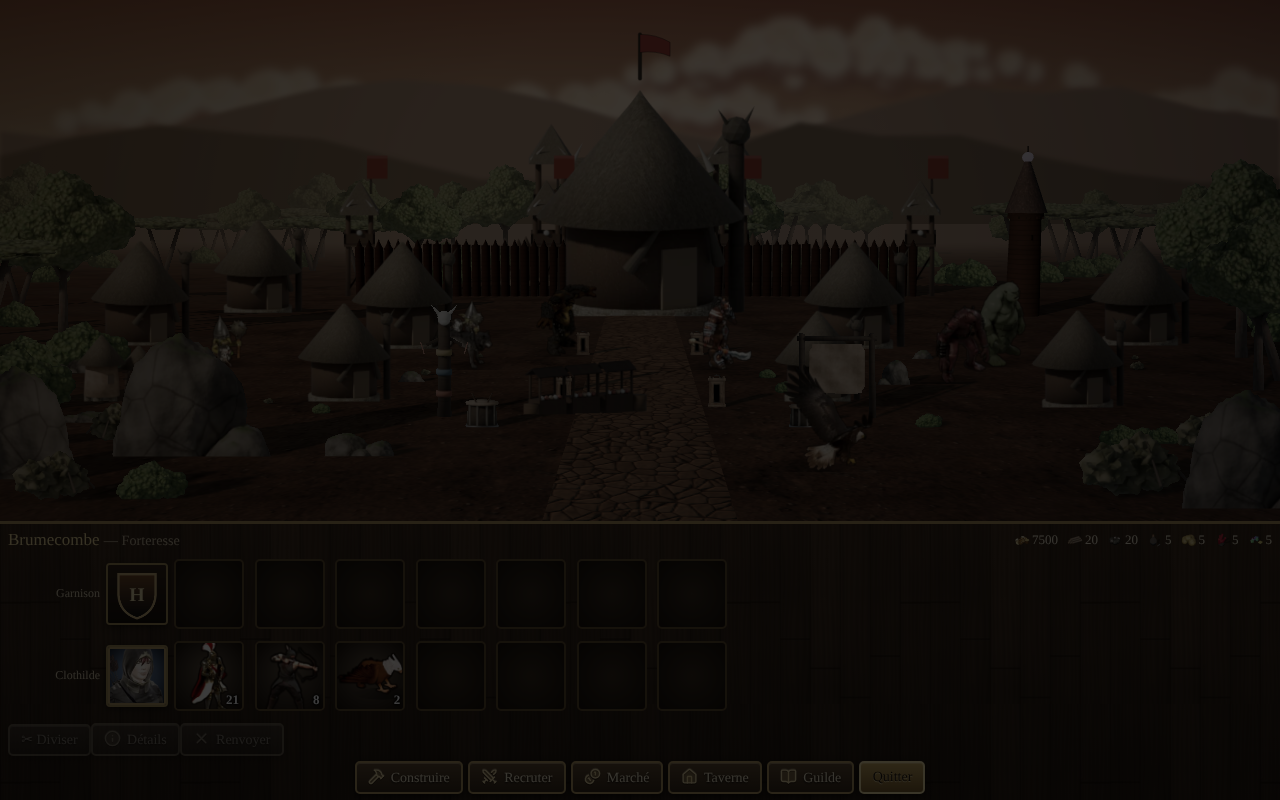 Brumecombe — Forteresse
7500 20 20 5 5 5 5
Garnison
H
Clothilde
21 8 2
Diviser Détails Renvoyer
Construire Recruter Marché Taverne Guilde Quitter